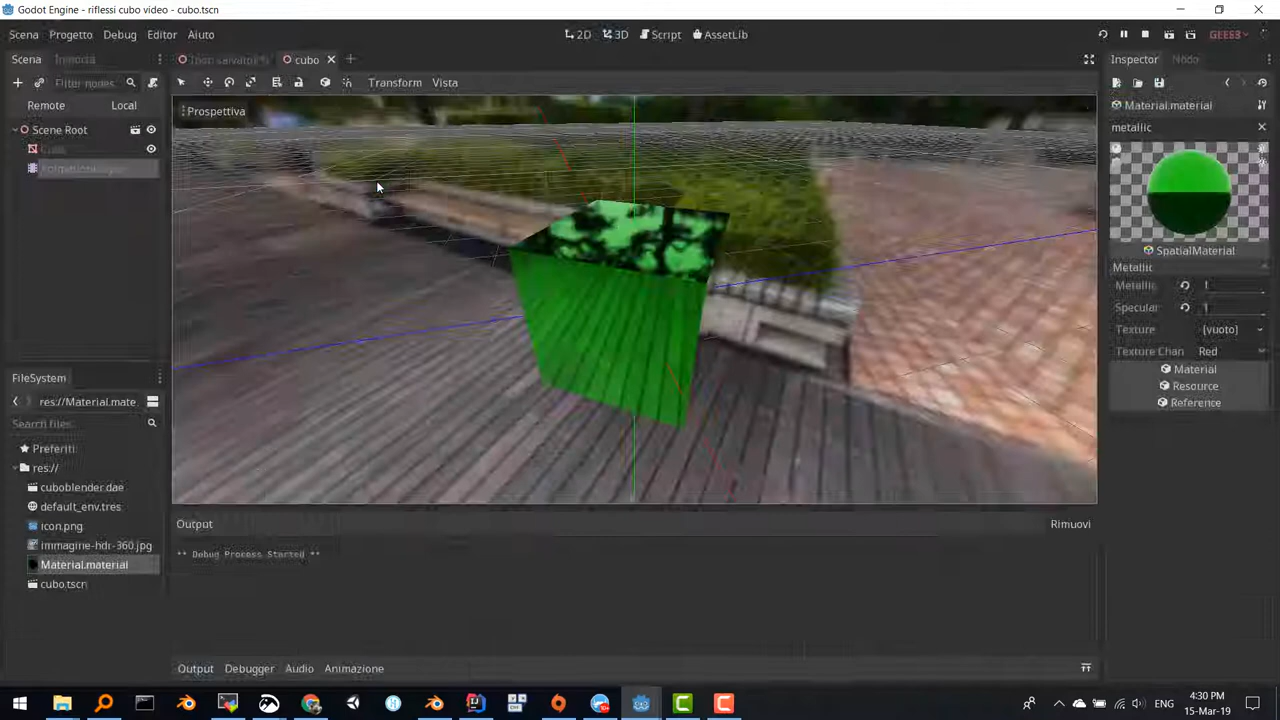 Godot Engine - riflessi cubo video - cubo.tscn
Scena Progetto Debug Editor Aiuto
2D 3D Script AssetLib
GLES3
Scena Importa
cubo
Inspector Nodo
Filter nodes
Transform Vista
Remote Local
Material.material
Prospettiva
metallic
Scene Root
Cube
SpatialMaterial
Metallic
Metallic 1
Specular 1
Texture [vuoto]
Texture Chan Red
Material
Resource
Reference
FileSystem
res://Material.mate
Search files
Preferiti
res://
cuboblender.dae
default_env.tres
icon.png
immagine-hdr-360.jpg
Material.material
cubo.tscn
Output Rimuovi
** Debug Process Started **
Output Debugger Audio Animazione
ENG
4:30 PM
15-Mar-19